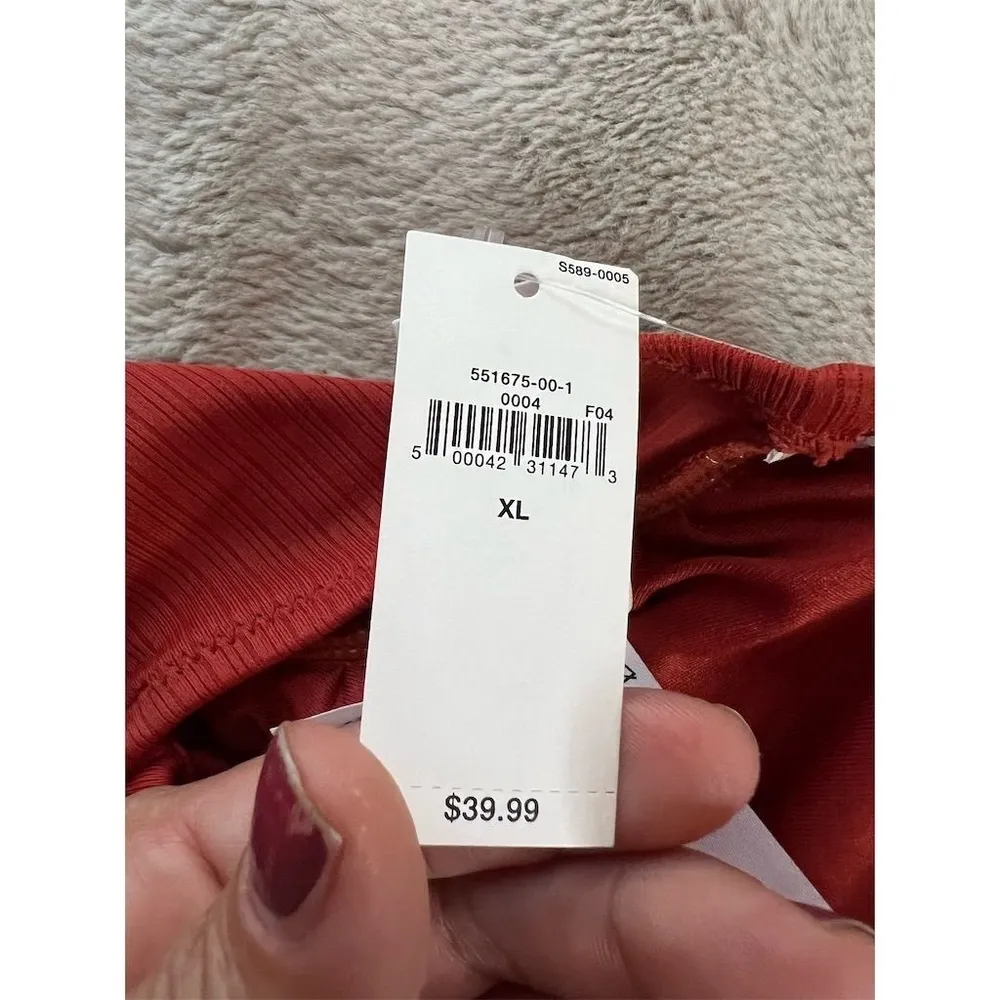 S589-0005
551675-00-1
0004 F04
5 00042 31147 3
XL
$39.99